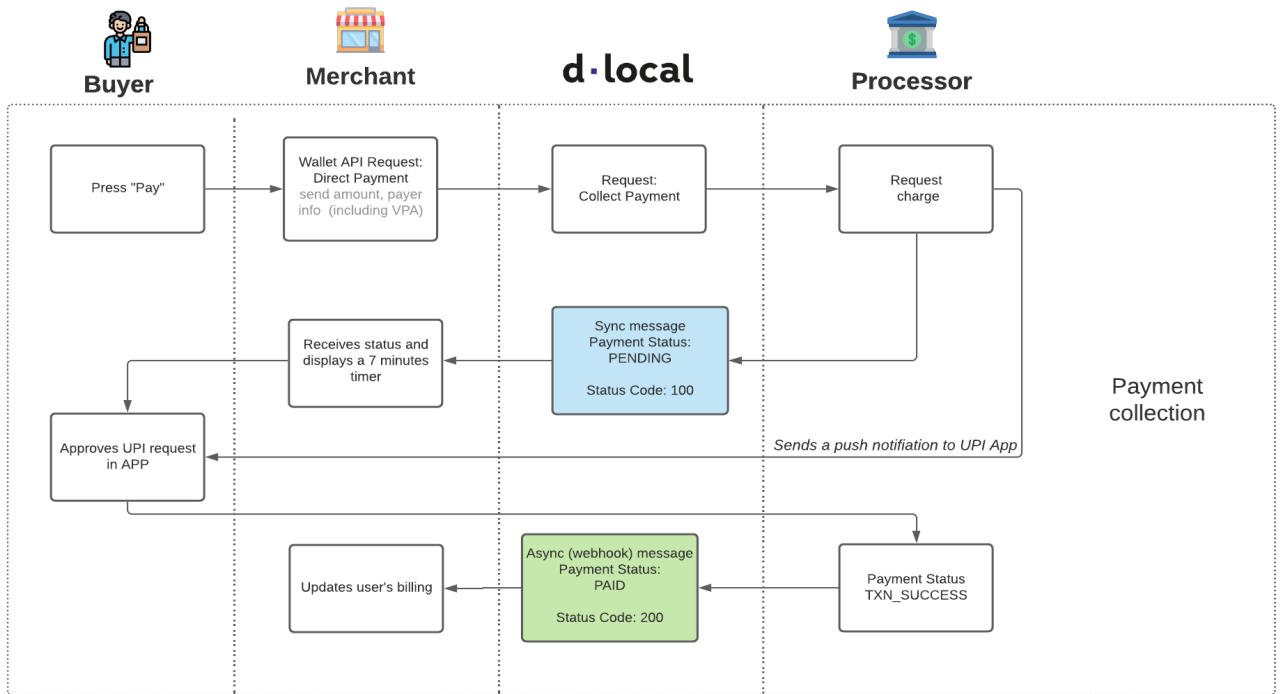 Buyer
Merchant
d·local
Processor
Press "Pay"
Wallet API Request:
Direct Payment
send amount, payer
info (including VPA)
Request:
Collect Payment
Request
charge
Receives status and
displays a 7 minutes
timer
Sync message
Payment Status:
PENDING
Status Code: 100
Payment
collection
Approves UPI request
in APP
Sends a push notifiation to UPI App
Updates user's billing
Async (webhook) message
Payment Status:
PAID
Status Code: 200
Payment Status
TXN_SUCCESS